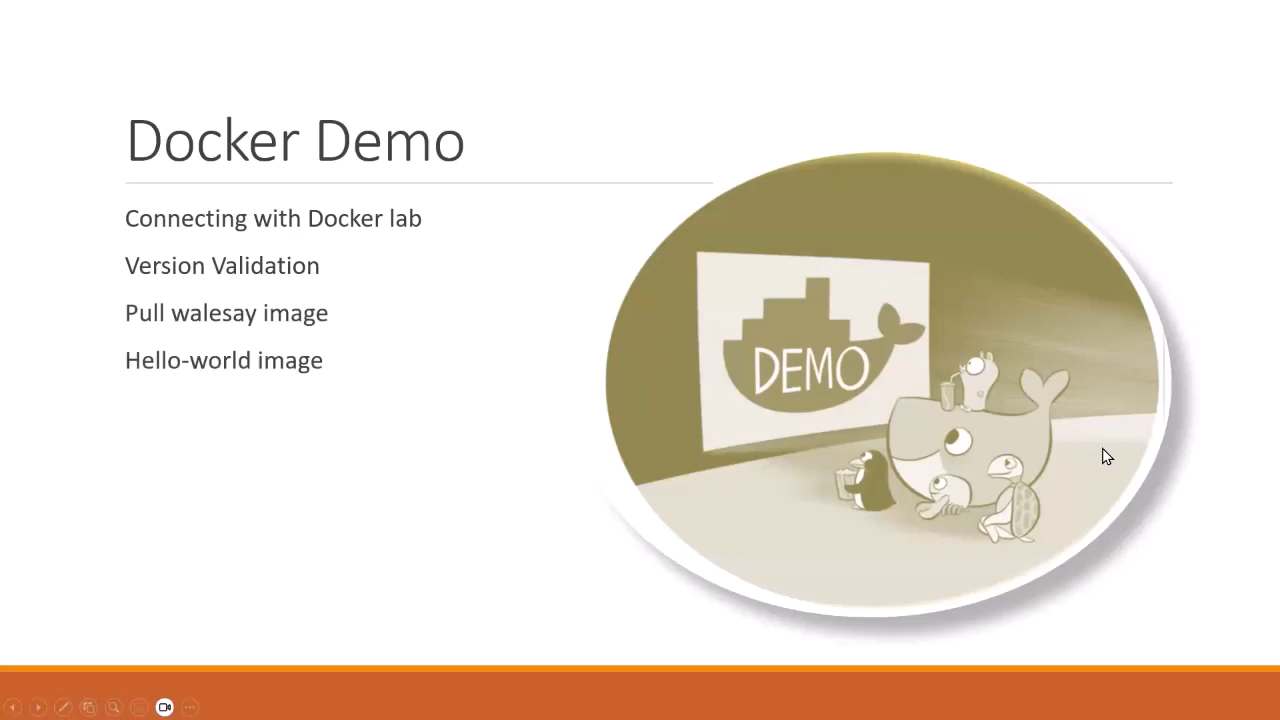 Docker Demo
Connecting with Docker lab
Version Validation
Pull walesay image
Hello-world image
DEMO